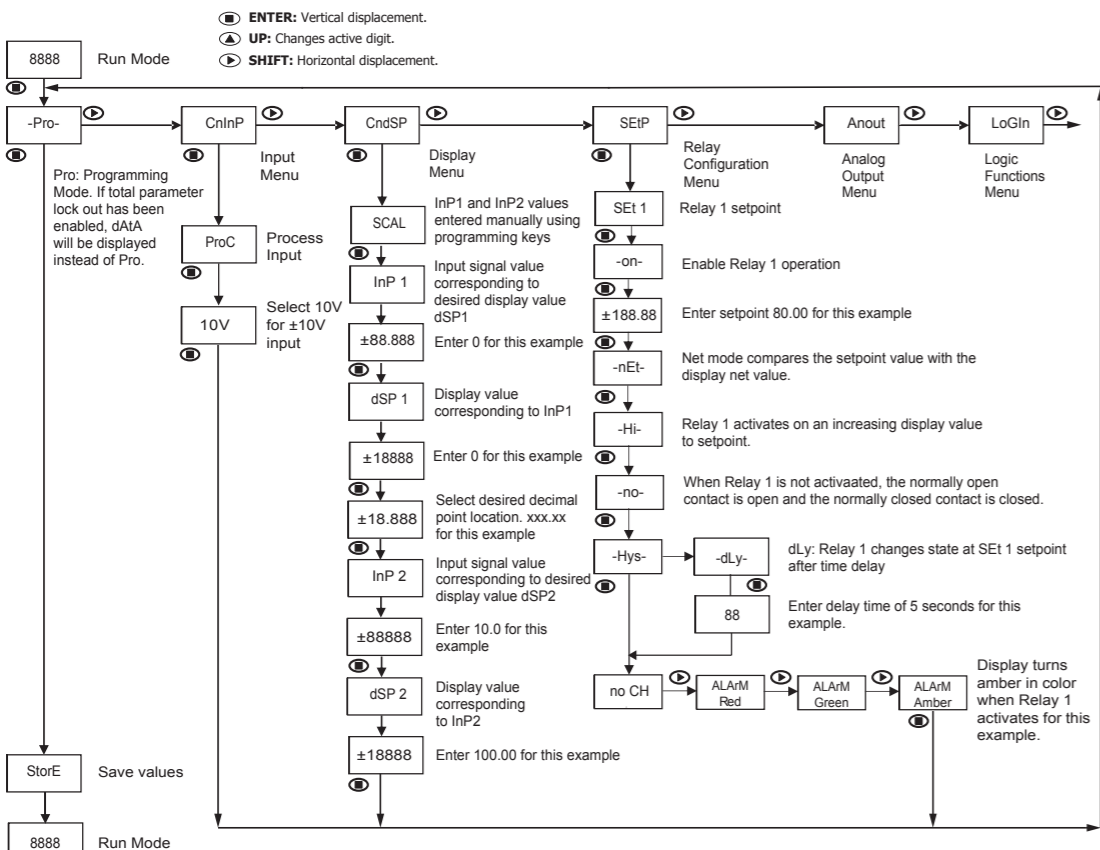 ENTER: Vertical displacement.
UP: Changes active digit.
SHIFT: Horizontal displacement.
8888
Run Mode
-Pro-
Pro: Programming
Mode. If total parameter
lock out has been
enabled, dAtA
will be displayed
instead of Pro.
StorE
Save values
8888
Run Mode
CnInP
Input
Menu
ProC
Process
Input
10V
Select 10V
for ±10V
input
CndSP
Display
Menu
SCAL
InP1 and InP2 values
entered manually using
programming keys
InP 1
Input signal value
corresponding to
desired display value
dSP1
±88.888
Enter 0 for this example
dSP 1
Display value
corresponding to InP1
±18888
Enter 0 for this example
±18.888
Select desired decimal
point location. xxx.xx
for this example
InP 2
Input signal value
corresponding to desired
display value dSP2
±88888
Enter 10.0 for this
example
dSP 2
Display value
corresponding
to InP2
±18888
Enter 100.00 for this example
SEtP
Relay
Configuration
Menu
SEt 1
Relay 1 setpoint
-on-
Enable Relay 1 operation
±188.88
Enter setpoint 80.00 for this example
-nEt-
Net mode compares the setpoint value with the
display net value.
-Hi-
Relay 1 activates on an increasing display value
to setpoint.
-no-
When Relay 1 is not activaated, the normally open
contact is open and the normally closed contact is closed.
-Hys-
-dLy-
dLy: Relay 1 changes state at SEt 1 setpoint
after time delay
88
Enter delay time of 5 seconds for this
example.
no CH
ALArM
Red
ALArM
Green
ALArM
Amber
Display turns
amber in color
when Relay 1
activates for this
example.
Anout
Analog
Output
Menu
LoGIn
Logic
Functions
Menu